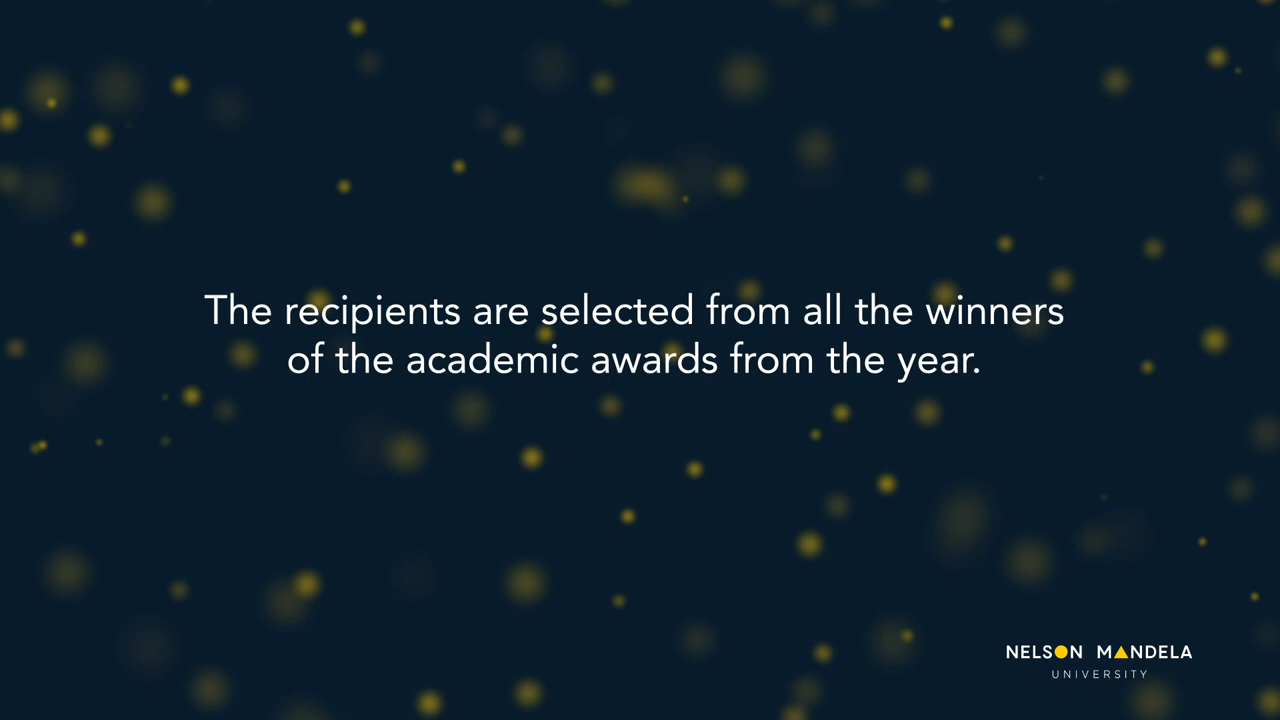 The recipients are selected from all the winners
of the academic awards from the year.
NELSON MANDELA
UNIVERSITY